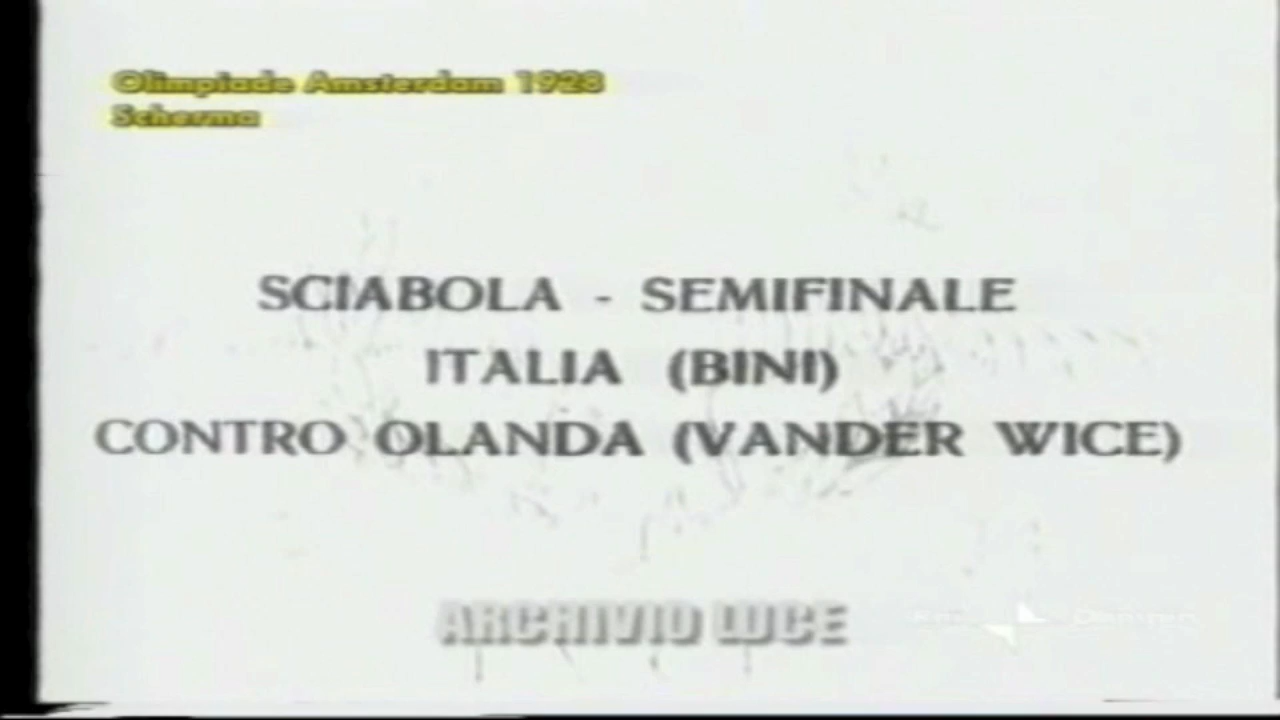 Olimpiade Amsterdam 1928
Scherma
SCIABOLA - SEMIFINALE
ITALIA (BINI)
CONTRO OLANDA (VANDER WICE)
ARCHIVIO LUCE